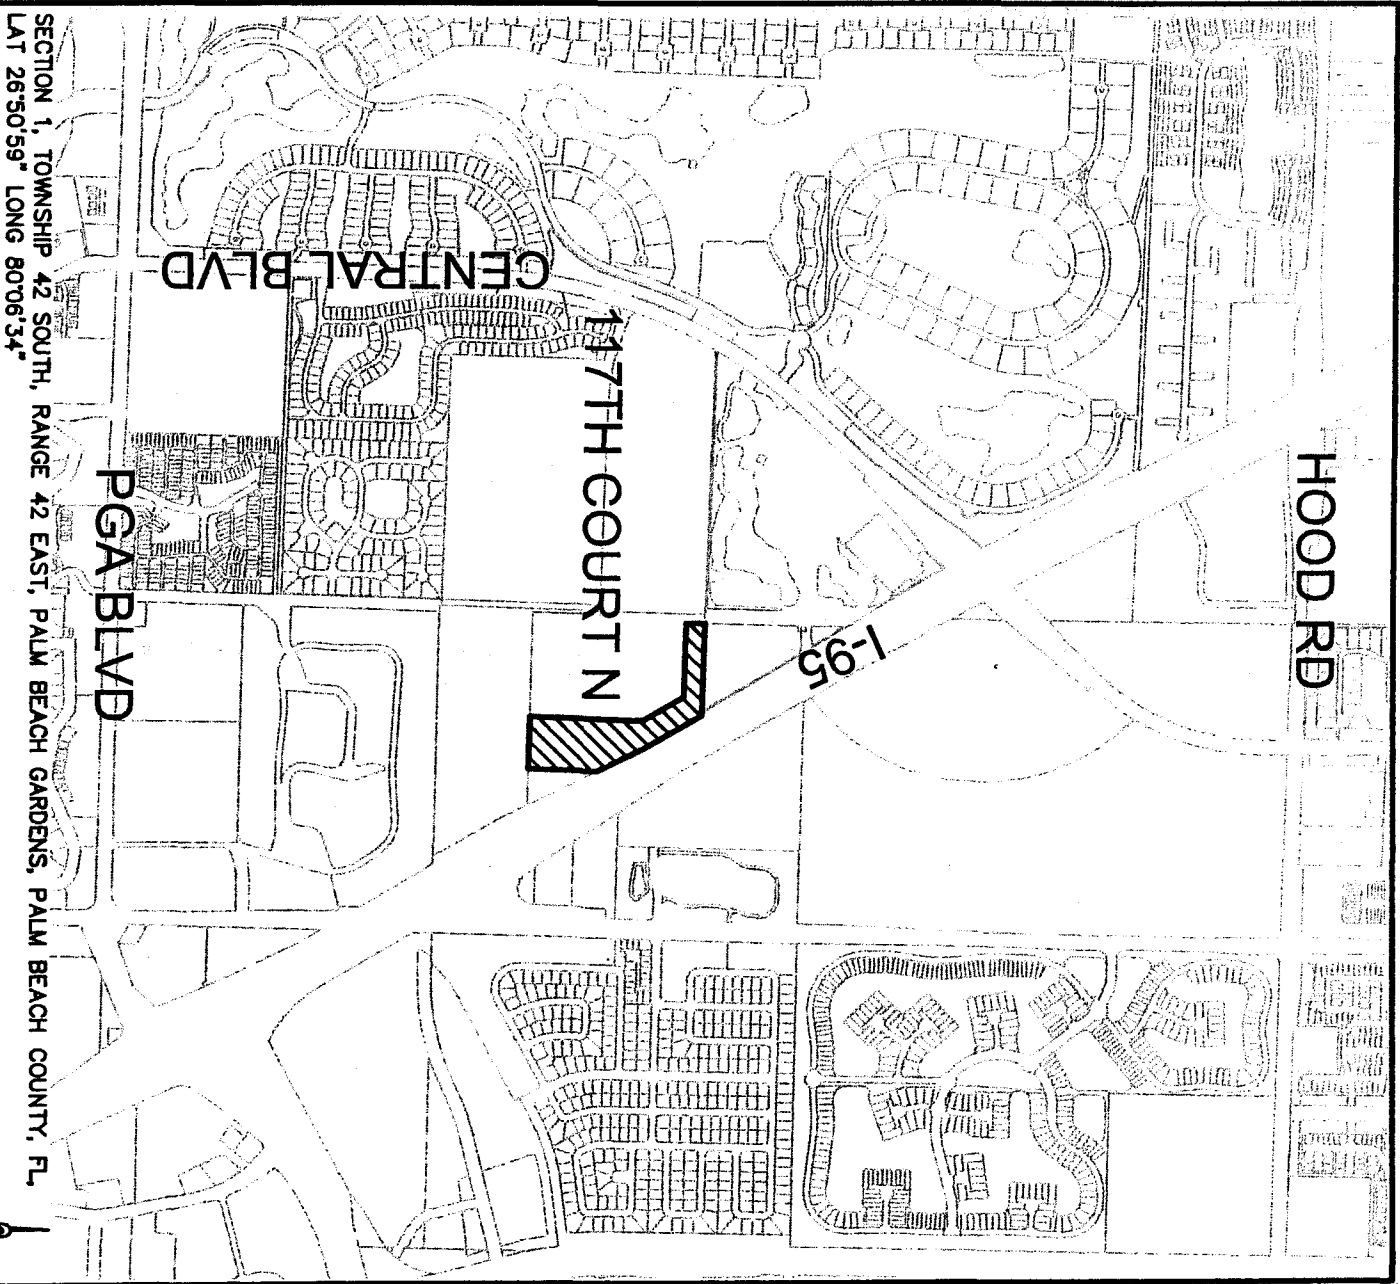 HOOD RD
I-95
117TH COURT N
CENTRAL BLVD
PGA BLVD
SECTION 1, TOWNSHIP 42 SOUTH, RANGE 42 EAST, PALM BEACH GARDENS, PALM BEACH COUNTY, FL,
LAT 26°50'59" LONG 80°06'34"